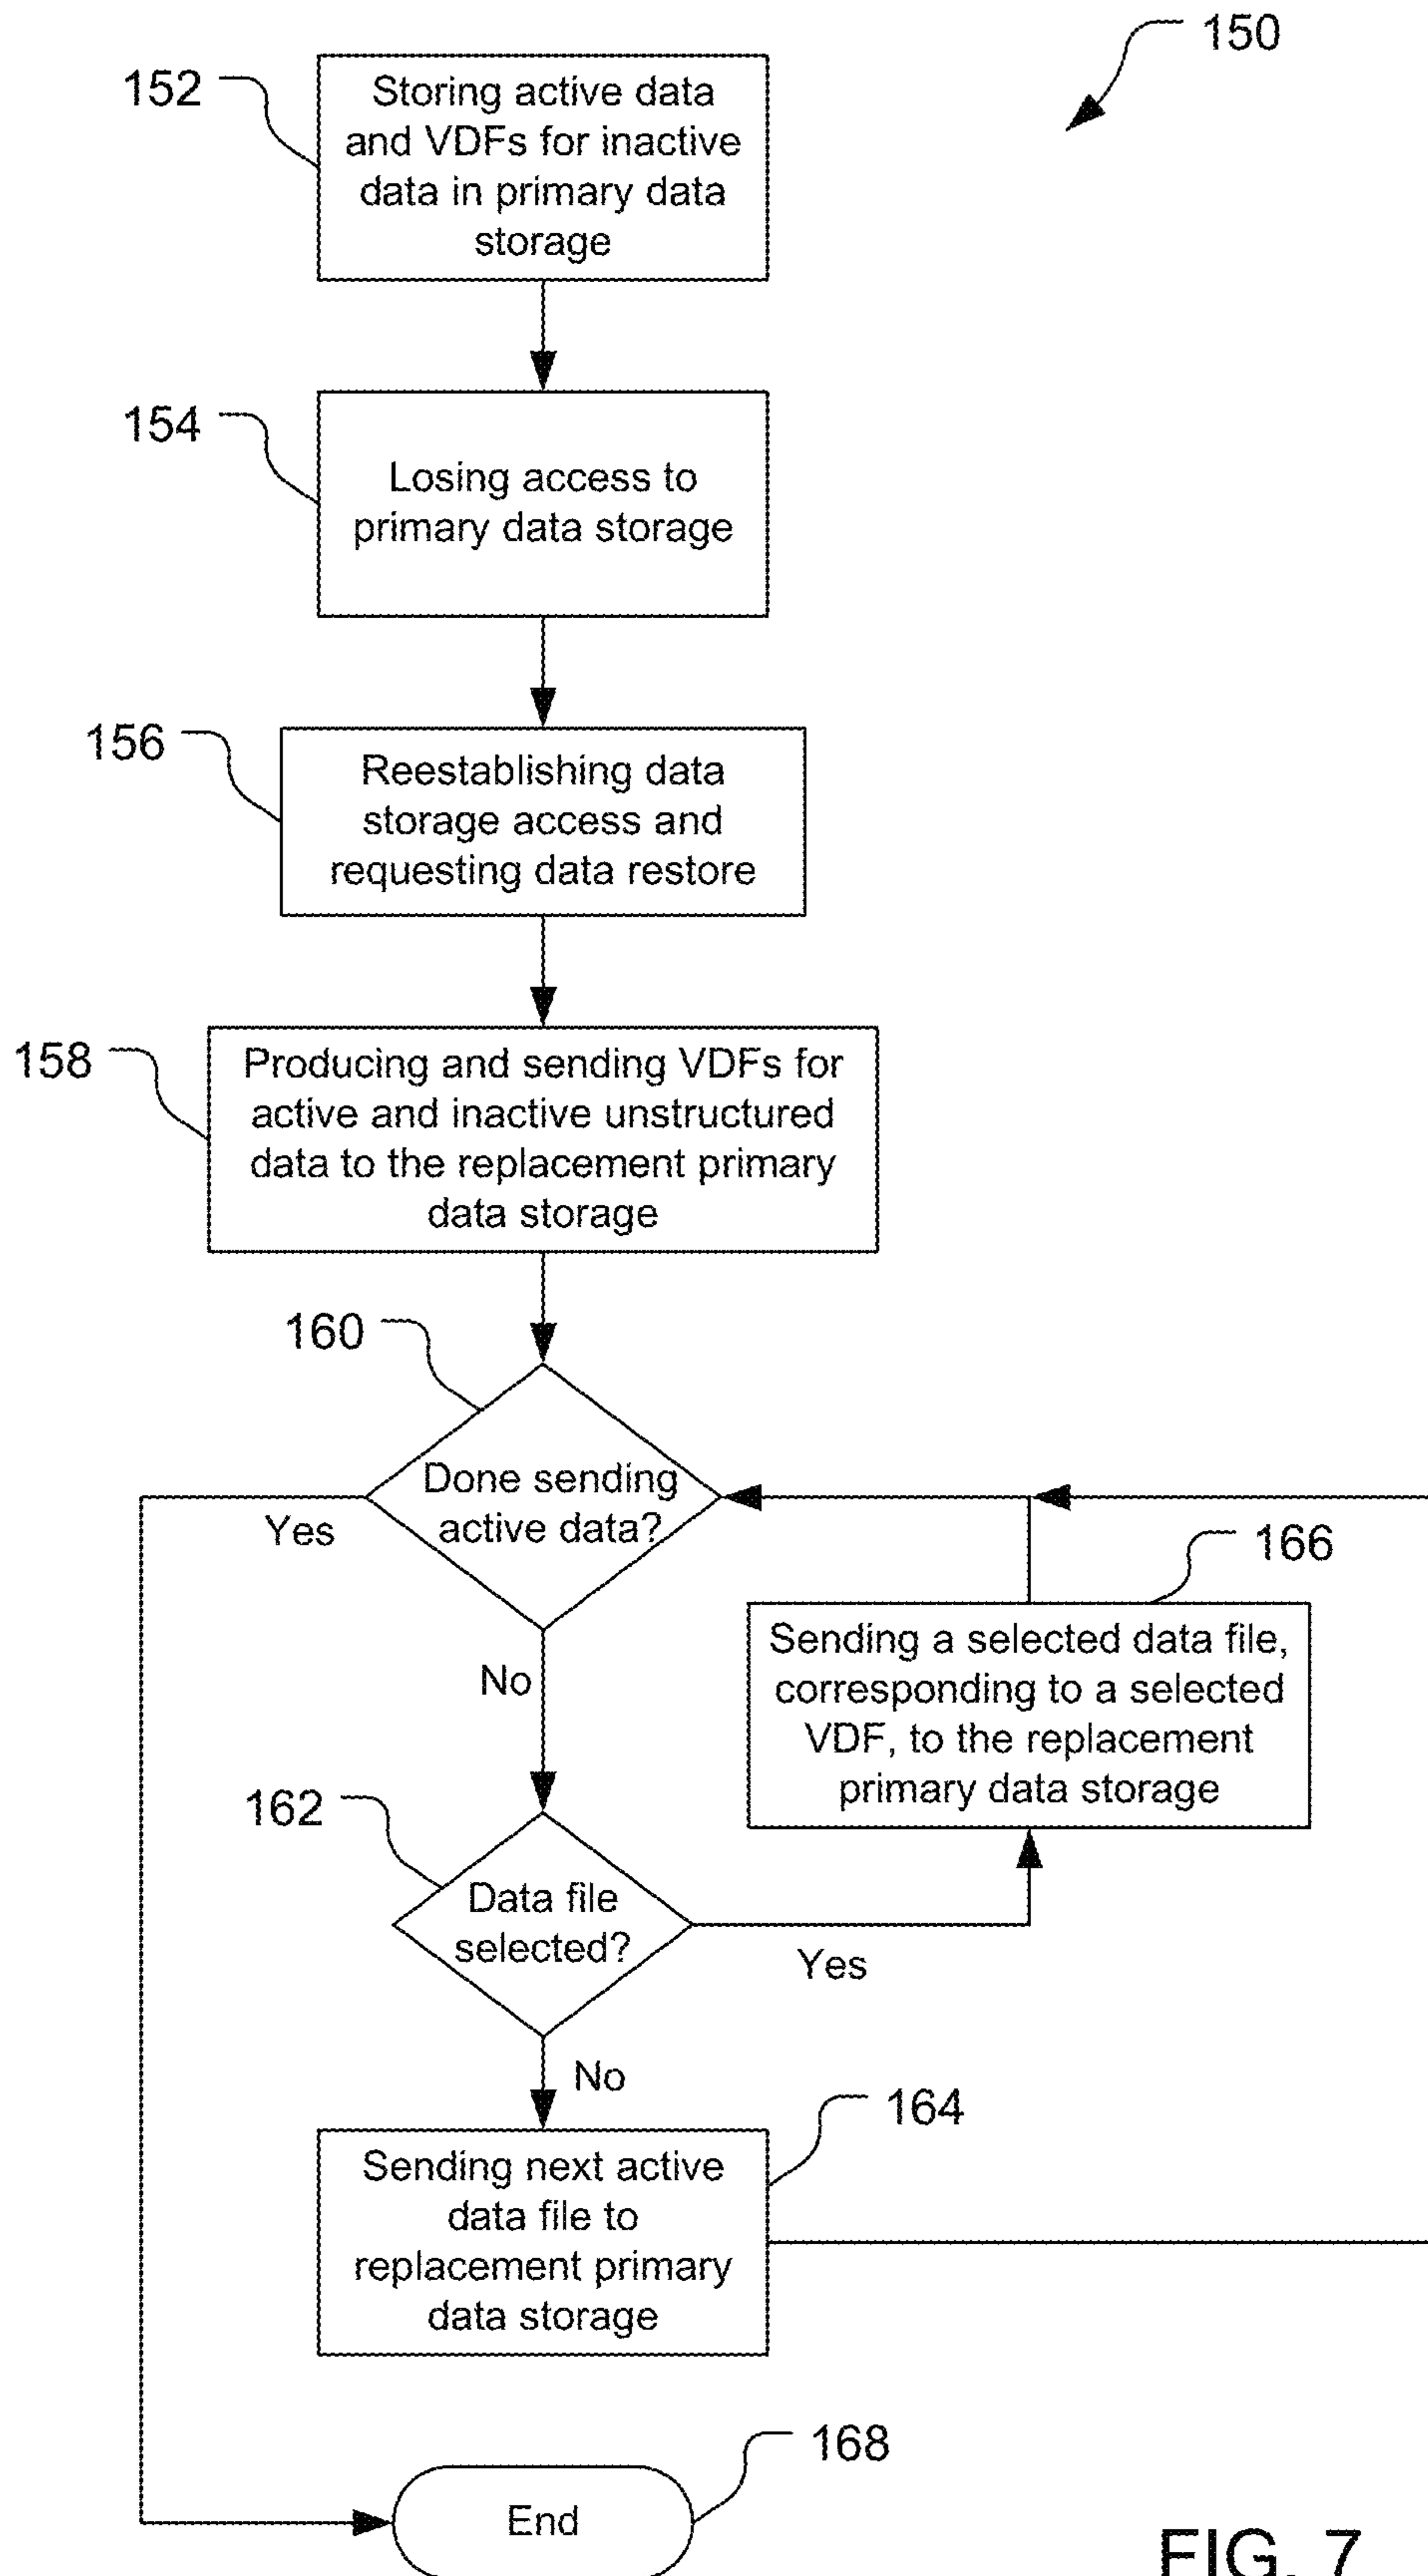 150
152
Storing active data
and VDFs for inactive
data in primary data
storage
154
Losing access to
primary data storage
156
Reestablishing data
storage access and
requesting data restore
158
Producing and sending VDFs for
active and inactive unstructured
data to the replacement primary
data storage
160
Done sending
active data?
Yes
No
166
Sending a selected data file,
corresponding to a selected
VDF, to the replacement
primary data storage
162
Data file
selected?
Yes
No
164
Sending next active
data file to
replacement primary
data storage
168
End
FIG. 7